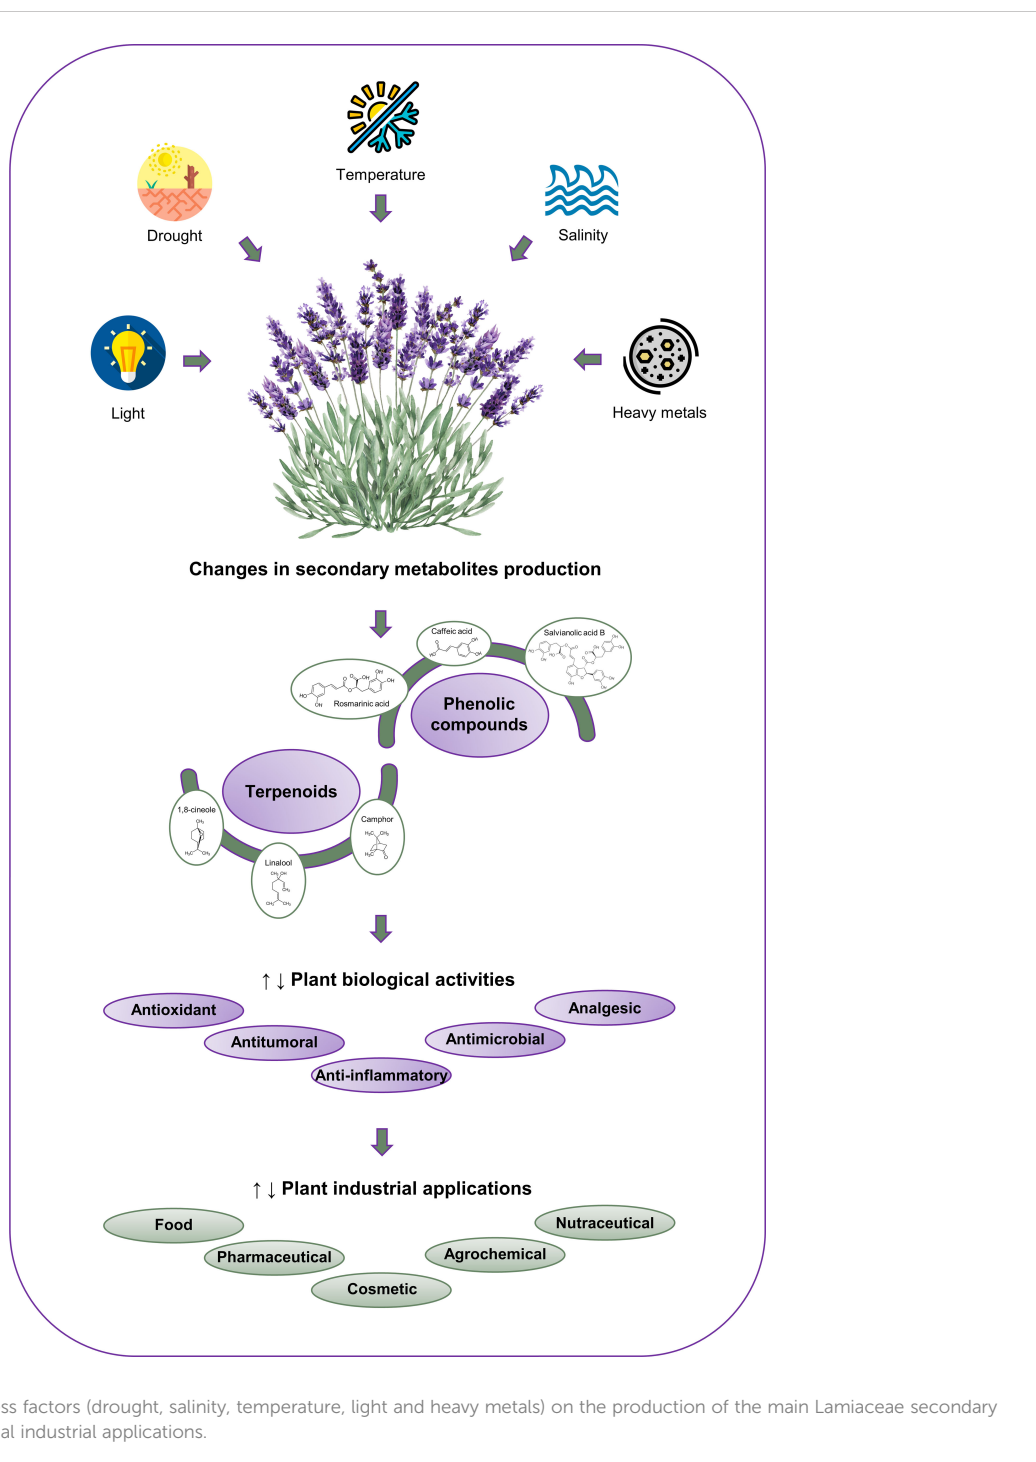 Temperature
Drought
Salinity
Light
Heavy metals
Changes in secondary metabolites production
Caffeic acid
Salvianolic acid B
Rosmarinic acid
Phenolic
compounds
Terpenoids
1,8-cineole
Camphor
Linalool
↑↓ Plant biological activities
Antioxidant
Analgesic
Antitumoral
Antimicrobial
Anti-inflammatory
↑↓ Plant industrial applications
Food
Nutraceutical
Pharmaceutical
Agrochemical
Cosmetic
ss factors (drought, salinity, temperature, light and heavy metals) on the production of the main Lamiaceae secondary
al industrial applications.